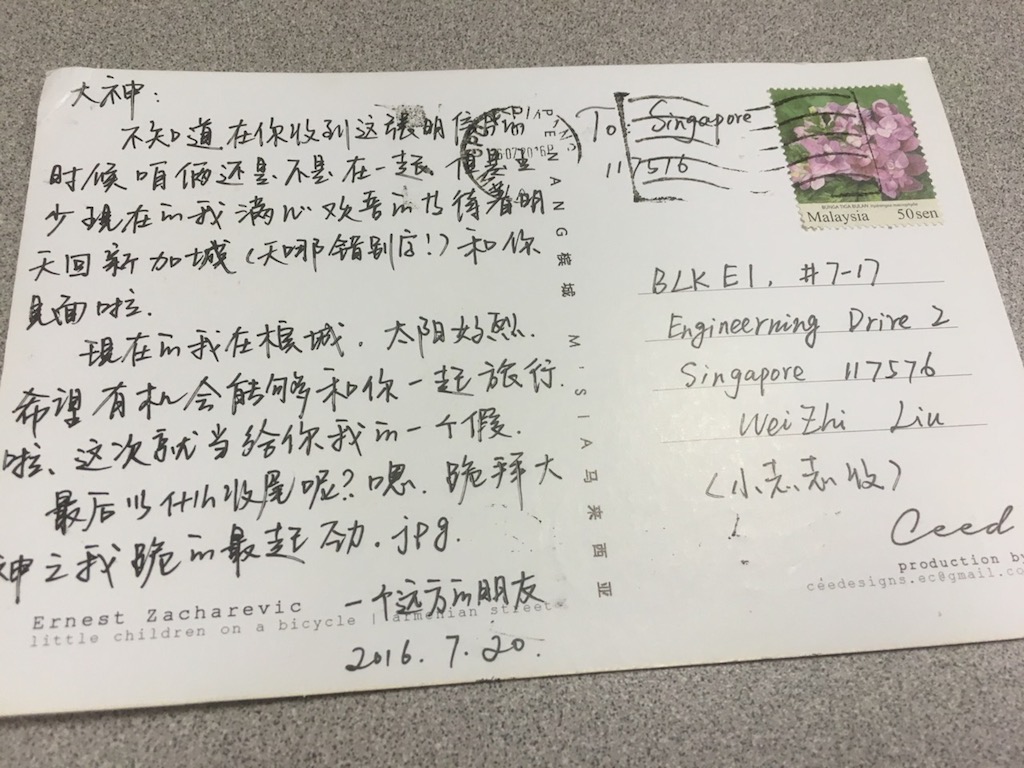 大神：
不知道在你收到这张明信片的
时候咱俩还是不是在一起，但是至
少现在的我满心欢喜的期待着明
天回新加城（天哪错别字！）和你
见面啦．
现在的我在槟城．太阳好烈．
希望有机会能够和你一起旅行
啦、这次就当给你我的一个假．
最后以什么收尾呢？嗯．跪拜大
神之我跪的最起劲．jpg.
一个远方的朋友
2016.7.20.
Ernest Zacharevic
little children on a bicycle | armenian street
PENANG 槟城 M'SIA 马来西亚
To Singapore
117576
BUNGA TIGA BULAN
Malaysia 50sen
BLK E1, #7-17
Engineerning Drive 2
Singapore 117576
WeiZhi Liu
（小志志收）
Ceed
production by
ceedesigns.ec@gmail.co